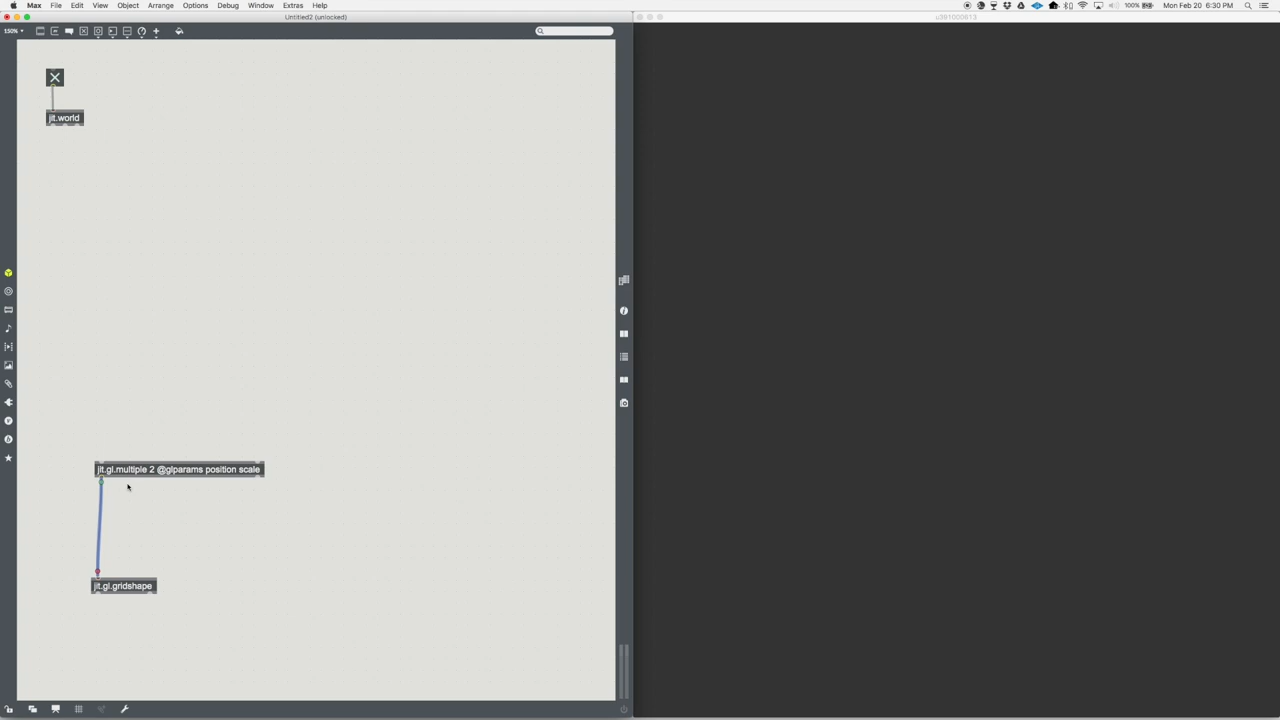 Max File Edit View Object Arrange Options Debug Window Extras Help
100% Mon Feb 20 6:30 PM
Untitled2 (unlocked)
u391000613
150%
jit.world
jit.gl.multiple 2 @glparams position scale
jit.gl.gridshape